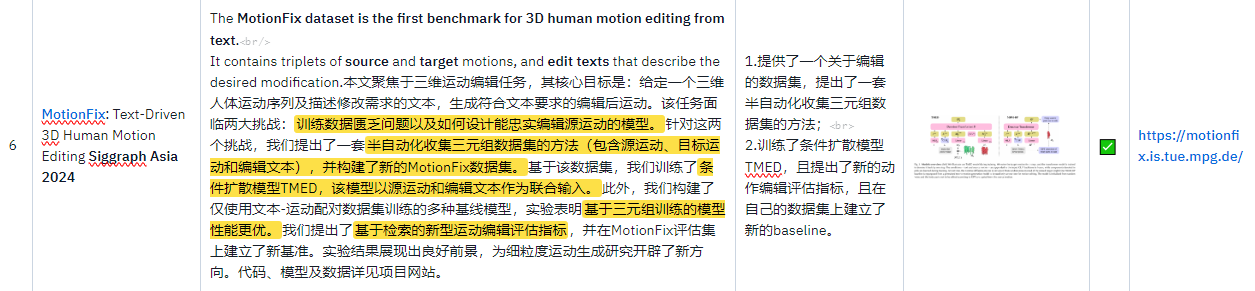 The MotionFix dataset is the first benchmark for 3D human motion editing from
text.<br/>
It contains triplets of source and target motions, and edit texts that describe the
desired modification.本文聚焦于三维运动编辑任务，其核心目标是：给定一个三维
人体运动序列及描述修改需求的文本，生成符合文本要求的编辑后运动。该任务面
临两大挑战：训练数据匮乏问题以及如何设计能忠实编辑源运动的模型。针对这两
个挑战，我们提出了一套半自动化收集三元组数据集的方法（包含源运动、目标运
动和编辑文本），并构建了新的MotionFix数据集。基于该数据集，我们训练了条
件扩散模型TMED，该模型以源运动和编辑文本作为联合输入。此外，我们构建了
仅使用文本-运动配对数据集训练的多种基线模型，实验表明基于三元组训练的模型
性能更优。我们提出了基于检索的新型运动编辑评估指标，并在MotionFix评估集
上建立了新基准。实验结果展现出良好前景，为细粒度运动生成研究开辟了新方
向。代码、模型及数据详见项目网站。
6
MotionFix: Text-Driven
3D Human Motion
Editing Siggraph Asia
2024
1.提供了一个关于编辑
的数据集，提出了一套
半自动化收集三元组数
据集的方法；<br>
2.训练了条件扩散模型
TMED，且提出了新的动
作编辑评估指标，且在
自己的数据集上建立了
新的baseline。
https://motionfi
x.is.tue.mpg.de/